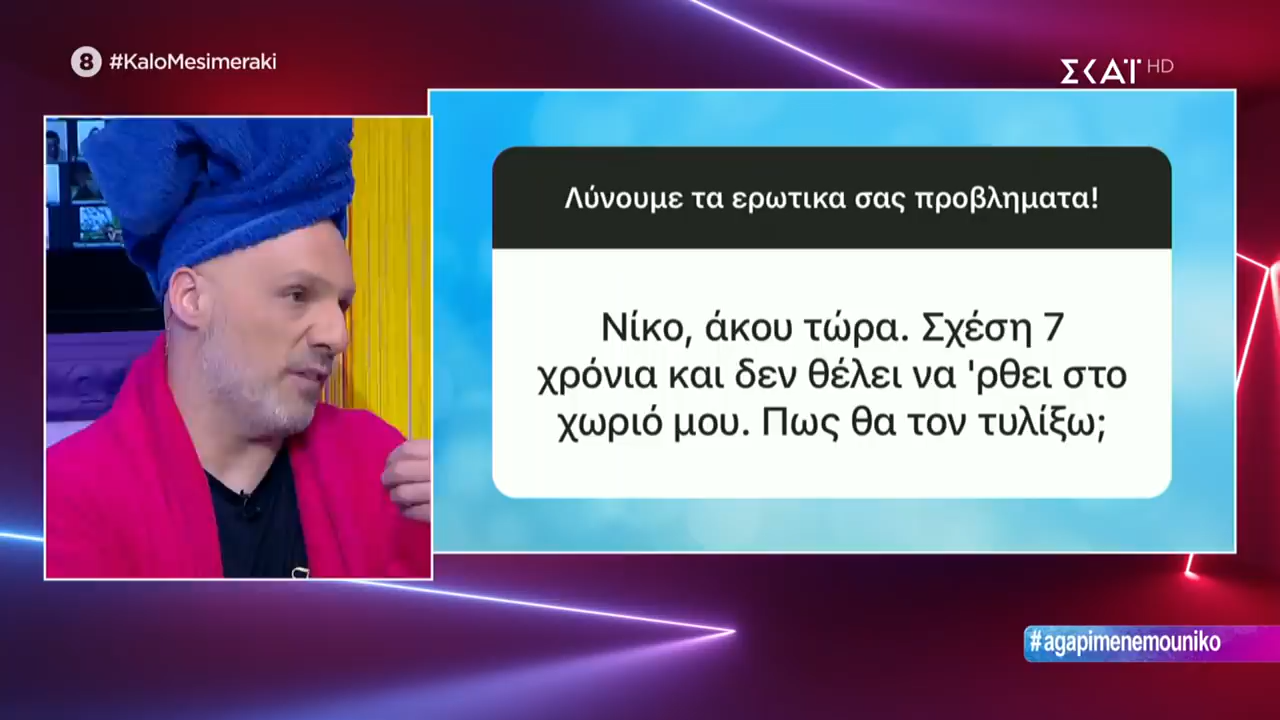 8 #KaloMesimeraki
ΣΚΑΪ HD
Λύνουμε τα ερωτικα σας προβληματα!
Νίκο, άκου τώρα. Σχέση 7
χρόνια και δεν θέλει να 'ρθει στο
χωριό μου. Πως θα τον τυλίξω;
#agapimenemouniko